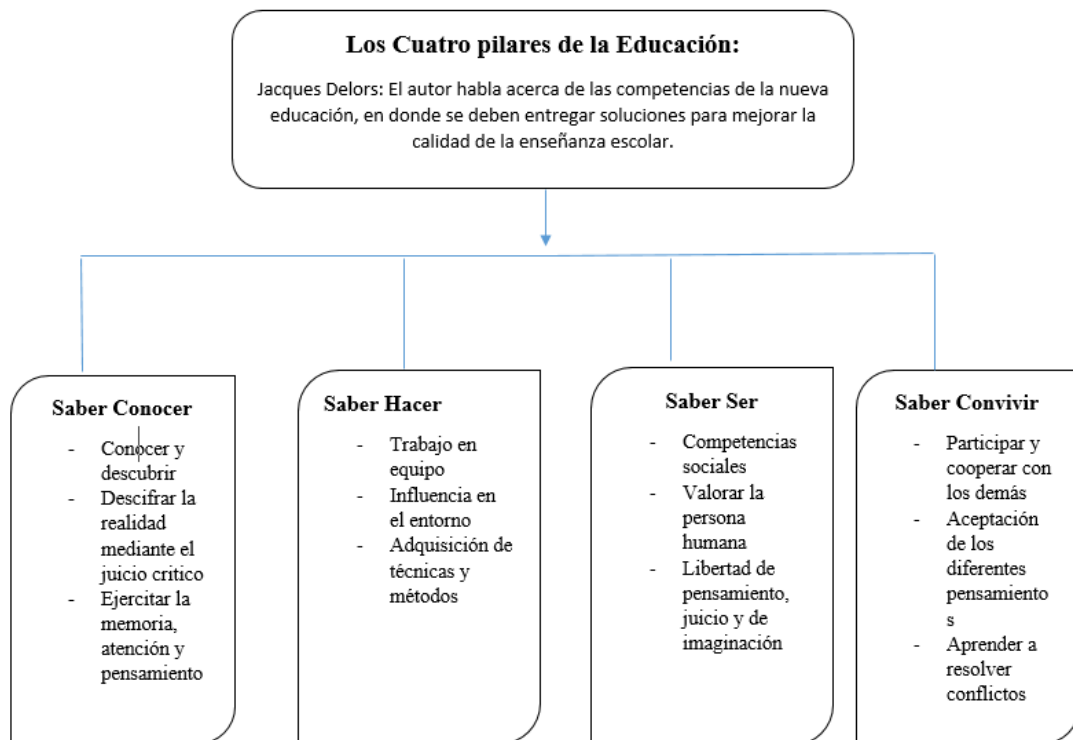 Los Cuatro pilares de la Educación:
Jacques Delors: El autor habla acerca de las competencias de la nueva
educación, en donde se deben entregar soluciones para mejorar la
calidad de la enseñanza escolar.
Saber Conocer
- Conocer y
descubrir
- Descifrar la
realidad
mediante el
juicio critico
- Ejercitar la
memoria,
atención y
pensamiento
Saber Hacer
- Trabajo en
equipo
- Influencia en
el entorno
- Adquisición de
técnicas y
métodos
Saber Ser
- Competencias
sociales
- Valorar la
persona
humana
- Libertad de
pensamiento,
juicio y de
imaginación
Saber Convivir
- Participar y
cooperar con
los demás
- Aceptación
de los
diferentes
pensamiento
s
- Aprender a
resolver
conflictos